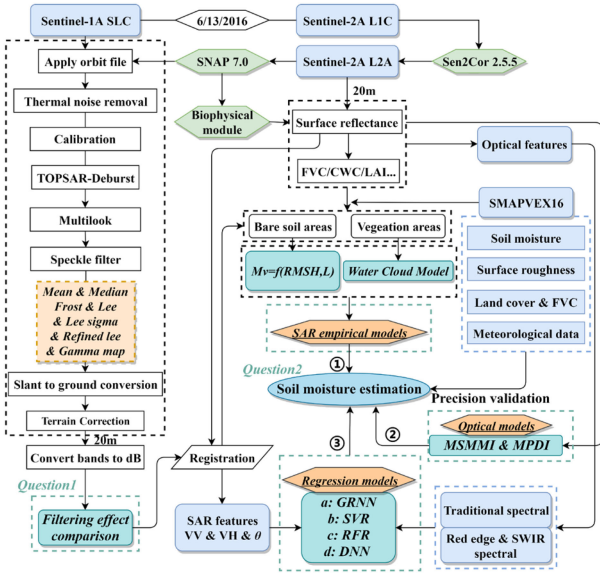 Sentinel-1A SLC
6/13/2016
Sentinel-2A L1C
Apply orbit file
SNAP 7.0
Sentinel-2A L2A
Sen2Cor 2.5.5
20m
Thermal noise removal
Biophysical
module
Surface reflectance
Calibration
Optical features
TOPSAR-Deburst
FVC/CWC/LAI...
Multilook
SMAPVEX16
Bare soil areas
Vegeation areas
Speckle filter
Soil moisture
Mv=f(RMSH,L)
Water Cloud Model
Surface roughness
Mean & Median
Frost & Lee
& Lee sigma
& Refined lee
& Gamma map
Land cover & FVC
Meteorological data
SAR empirical models
①
Question2
Slant to ground conversion
Soil moisture estimation
Precision validation
Terrain Correction
20m
Optical models
②
MSMMI & MPDI
③
Convert bands to dB
Registration
Question1
Regression models
Filtering effect
comparison
SAR features
VV & VH & θ
a: GRNN
b: SVR
c: RFR
d: DNN
Traditional spectral
Red edge & SWIR
spectral